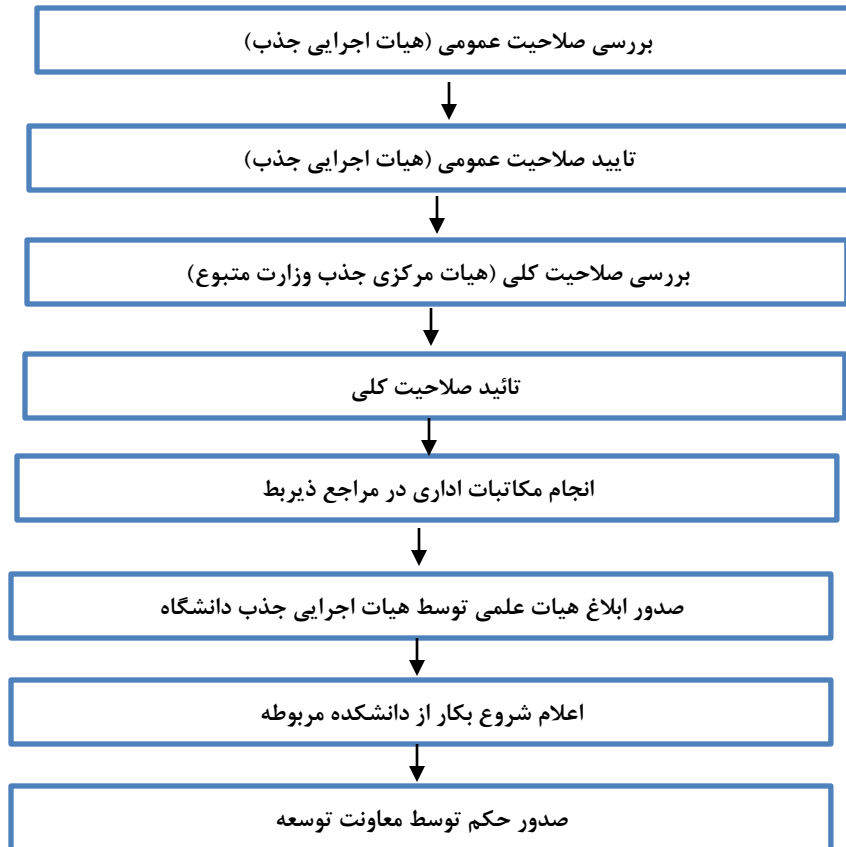 بررسی صلاحیت عمومی (هیات اجرایی جذب)
تایید صلاحیت عمومی (هیات اجرایی جذب)
بررسی صلاحیت کلی (هیات مرکزی جذب وزارت متبوع)
تائید صلاحیت کلی
انجام مکاتبات اداری در مراجع ذیربط
صدور ابلاغ هیات علمی توسط هیات اجرایی جذب دانشگاه
اعلام شروع بکار از دانشکده مربوطه
صدور حکم توسط معاونت توسعه